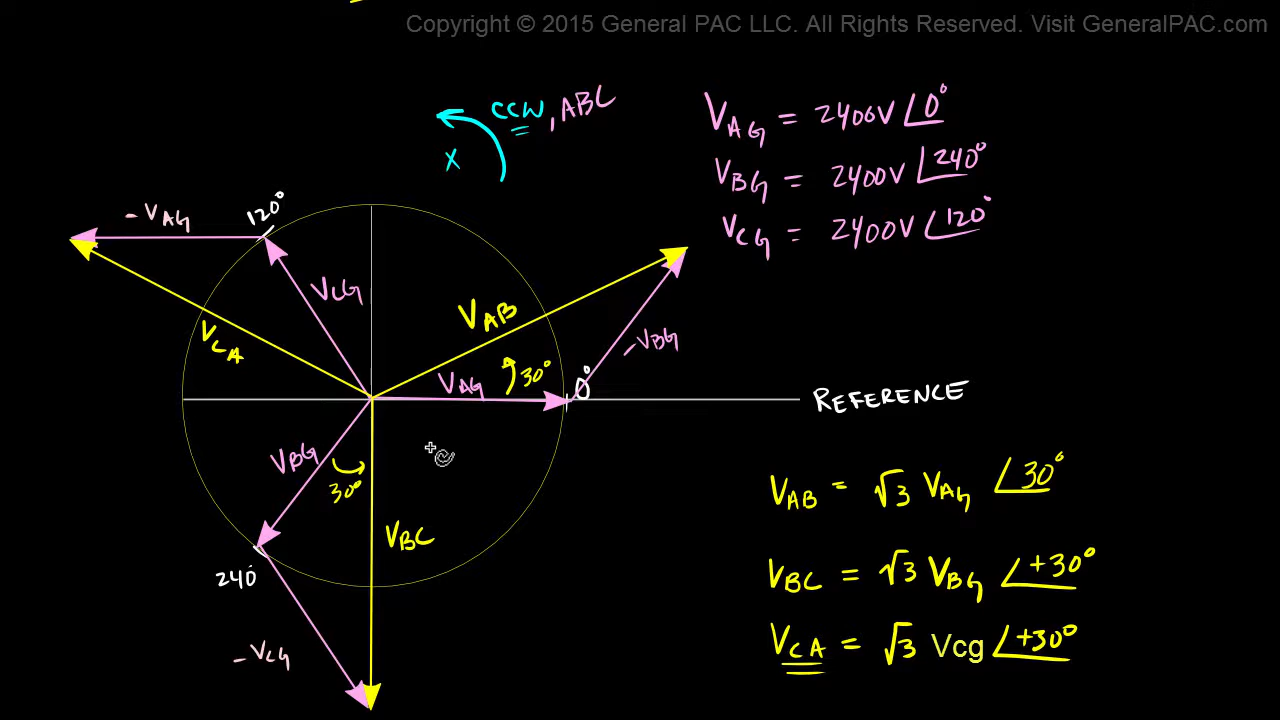 Copyright © 2015 General PAC LLC. All Rights Reserved. Visit GeneralPAC.com
CCW, ABC
X
VAG = 2400V ∠0°
VBG = 2400V ∠240°
VCG = 2400V ∠120°
-VAG
120°
VCG
VCA
VAB
-VBG
30°
VAG
0°
REFERENCE
VBG
30°
VBC
240°
-VCG
VAB = √3 VAG ∠30°
VBC = √3 VBG ∠+30°
VCA = √3 Vcg ∠+30°